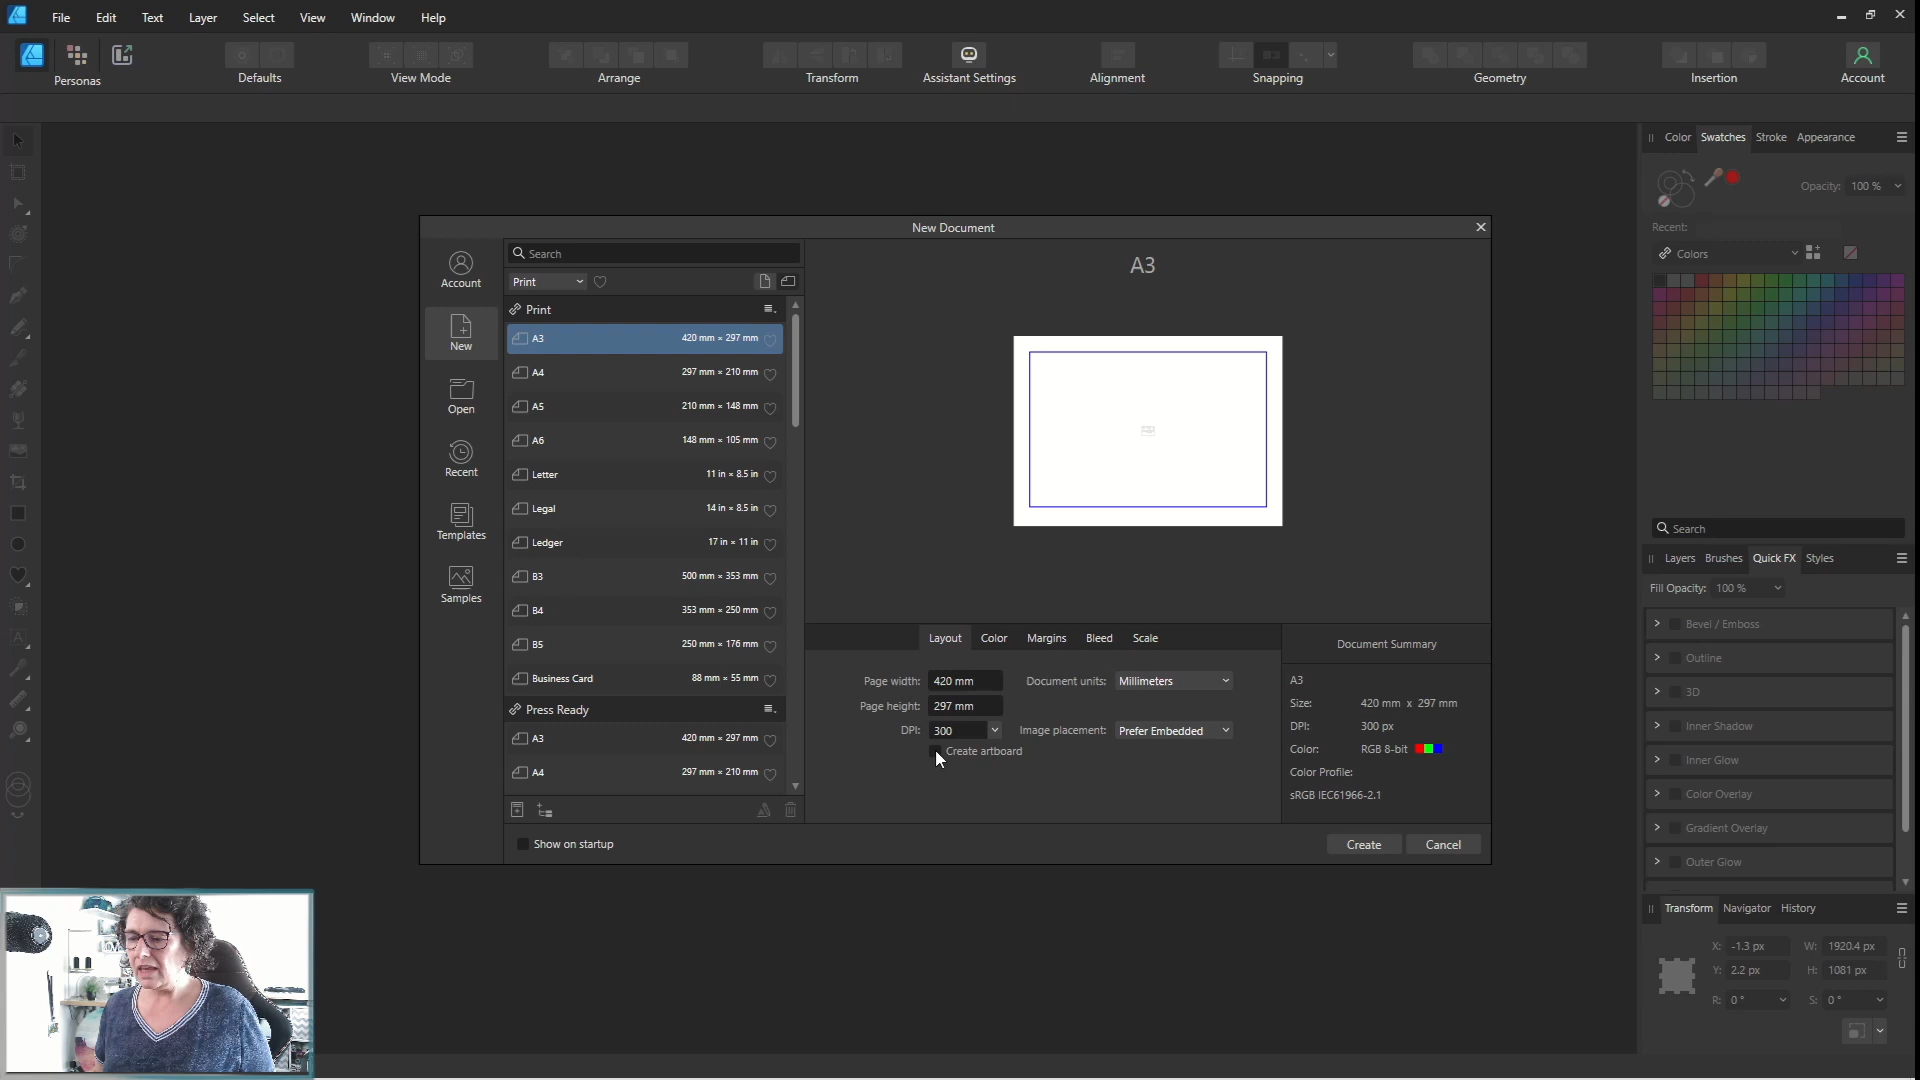 File Edit Text Layer Select View Window Help
Personas Defaults View Mode Arrange Transform Assistant Settings Alignment Snapping Geometry Insertion Account
Color Swatches Stroke Appearance
Opacity: 100 %
Recent:
Colors
Search
Layers Brushes Quick FX Styles
Fill Opacity: 100 %
Bevel / Emboss
Outline
3D
Inner Shadow
Inner Glow
Color Overlay
Gradient Overlay
Outer Glow
Transform Navigator History
X: -1.3 px W: 1920.4 px
Y: 2.2 px H: 1081 px
R: 0 ° S: 0 °
New Document
Account
New
Open
Recent
Templates
Samples
Search
Print
Print
A3 420 mm × 297 mm
A4 297 mm × 210 mm
A5 210 mm × 148 mm
A6 148 mm × 105 mm
Letter 11 in × 8.5 in
Legal 14 in × 8.5 in
Ledger 17 in × 11 in
B3 500 mm × 353 mm
B4 353 mm × 250 mm
B5 250 mm × 176 mm
Business Card 88 mm × 55 mm
Press Ready
A3 420 mm × 297 mm
A4 297 mm × 210 mm
Show on startup
A3
Layout Color Margins Bleed Scale
Page width: 420 mm Document units: Millimeters
Page height: 297 mm
DPI: 300 Image placement: Prefer Embedded
Create artboard
Document Summary
A3
Size: 420 mm x 297 mm
DPI: 300 px
Color: RGB 8-bit
Color Profile:
sRGB IEC61966-2.1
Create Cancel